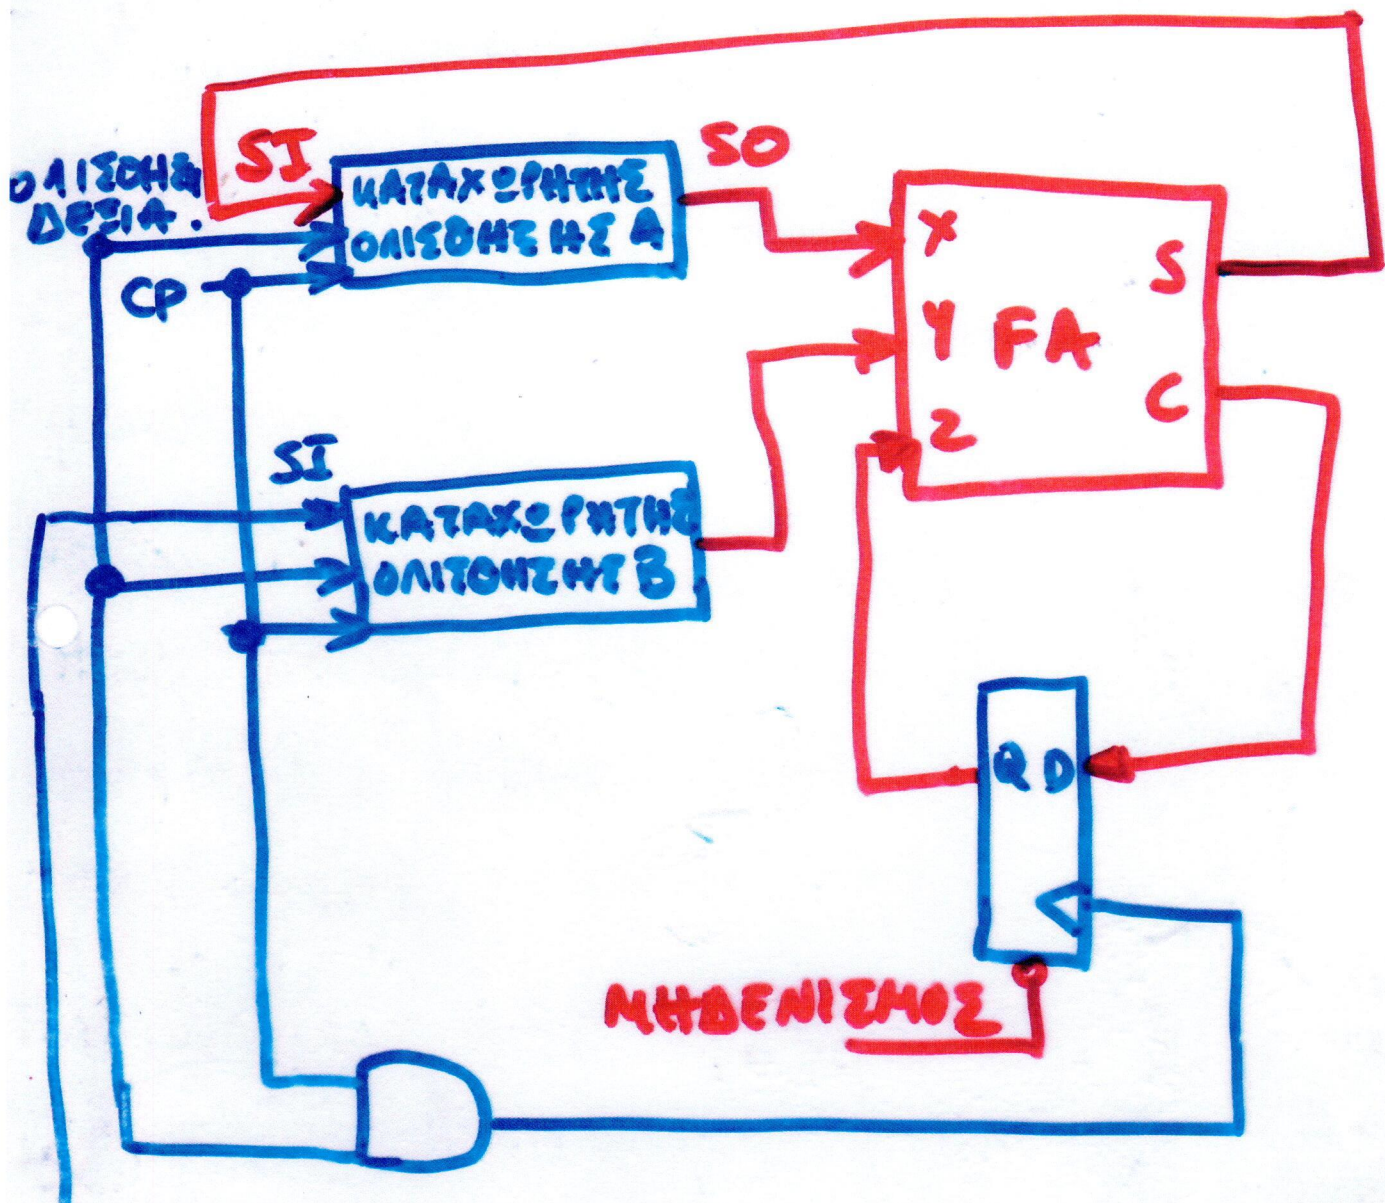 SI
SO
ΟΛΙΣΘΗΣΗ
ΔΕΞΙΑ.
ΚΑΤΑΧΩΡΗΤΗΣ
ΟΛΙΣΘΗΣΗΣ Α
CP
X
S
Y
FA
C
Z
SI
ΚΑΤΑΧΩΡΗΤΗΣ
ΟΛΙΣΘΗΣΗΣ Β
Q D
ΜΗΔΕΝΙΣΜΟΣ